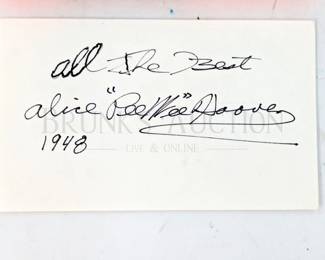 all The Best
alice "Pee Wee" Hoover
BRUNK AUCTION
LIVE & ONLINE
1948